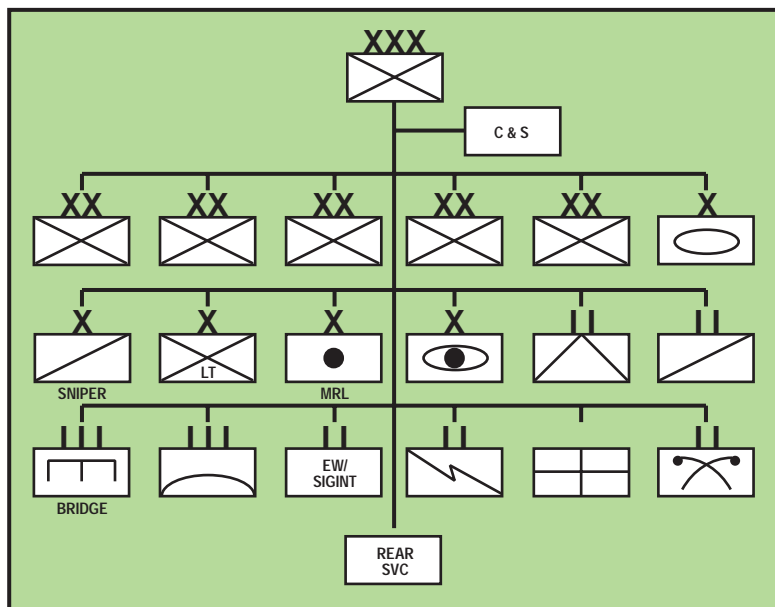 XXX
C & S
XX XX XX XX XX X
X X X X I I I I
LT
SNIPER MRL
I I I I I I I I I I I I
EW/
SIGINT
BRIDGE
REAR
SVC